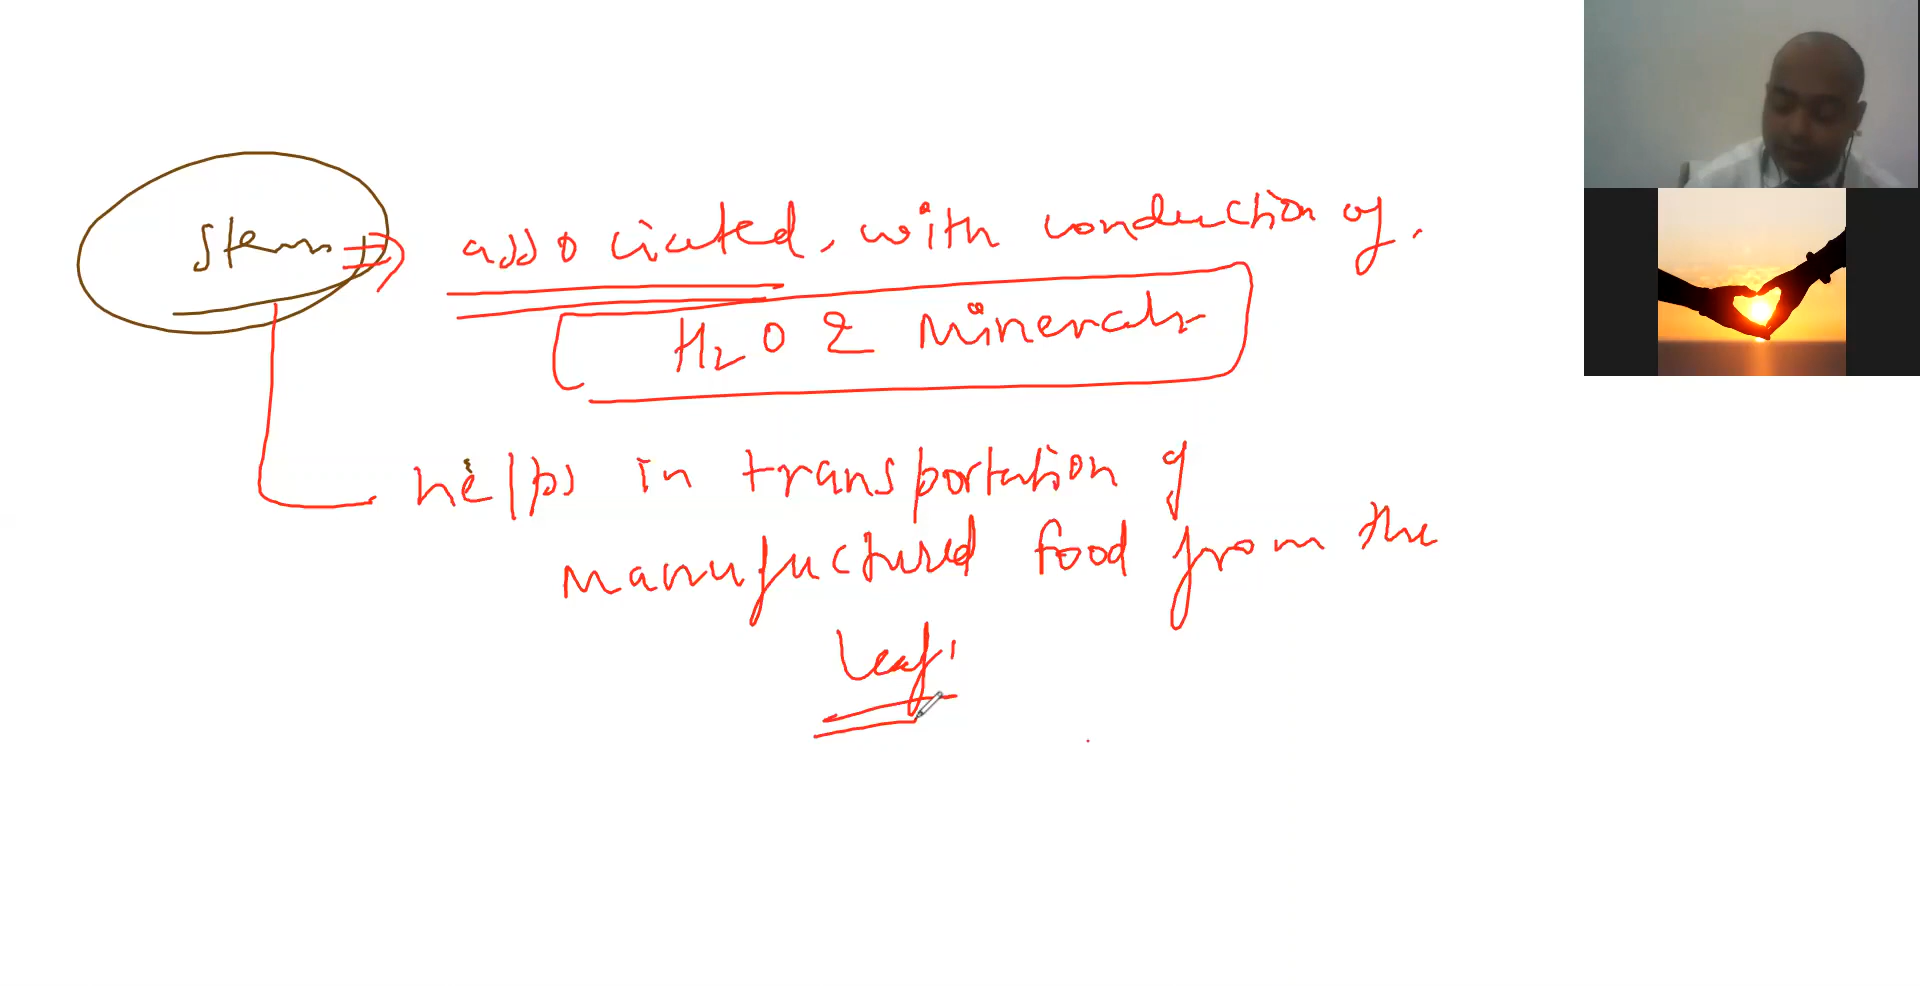 Stem ⇒ associated, with conduction of.
H₂O & Minerals
helps in transportation of
manufactured food from the
leaf.